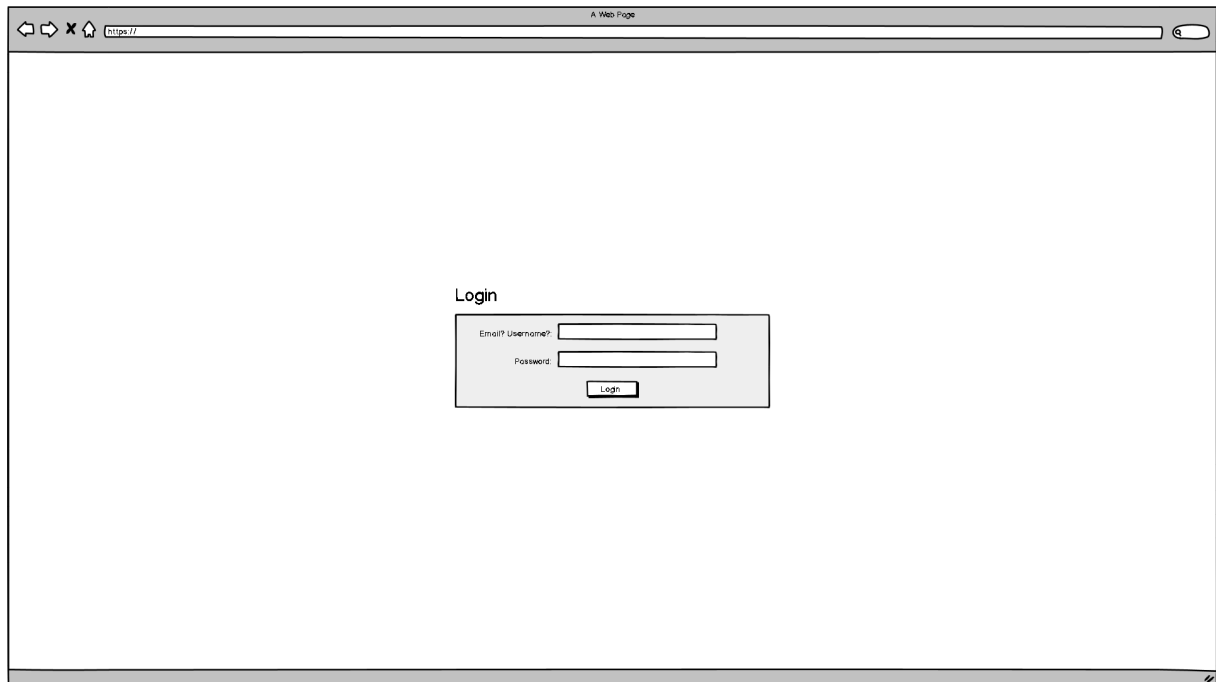 A Web Page
https://
Login
Email? Username?:
Password:
Login